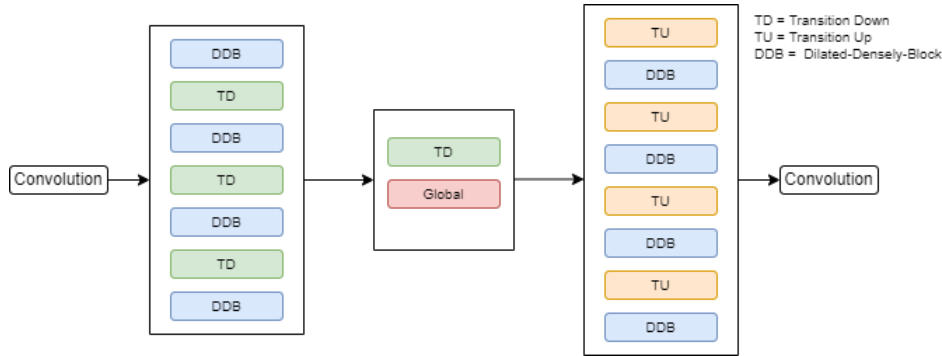 Convolution
DDB
TD
DDB
TD
DDB
TD
DDB
TD
Global
TU
DDB
TU
DDB
TU
DDB
TU
DDB
Convolution
TD = Transition Down
TU = Transition Up
DDB = Dilated-Densely-Block